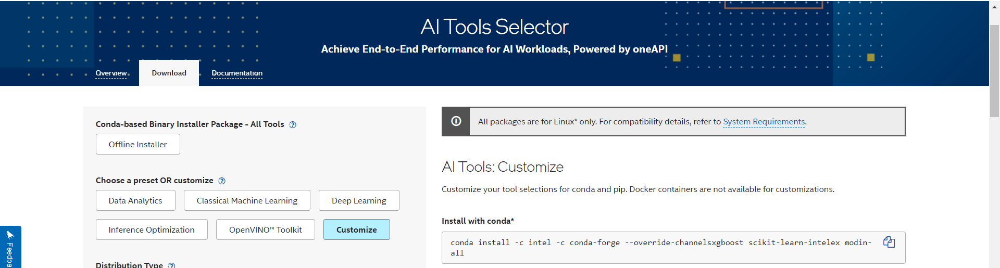 AI Tools Selector
Achieve End-to-End Performance for AI Workloads, Powered by oneAPI
Overview
Download
Documentation
Conda-based Binary Installer Package - All Tools
Offline Installer
Choose a preset OR customize
Data Analytics
Classical Machine Learning
Deep Learning
Inference Optimization
OpenVINO™ Toolkit
Customize
Distribution Type
All packages are for Linux* only. For compatibility details, refer to System Requirements.
AI Tools: Customize
Customize your tool selections for conda and pip. Docker containers are not available for customizations.
Install with conda*
conda install -c intel -c conda-forge --override-channelsxgboost scikit-learn-intelex modin-
all
Feedba